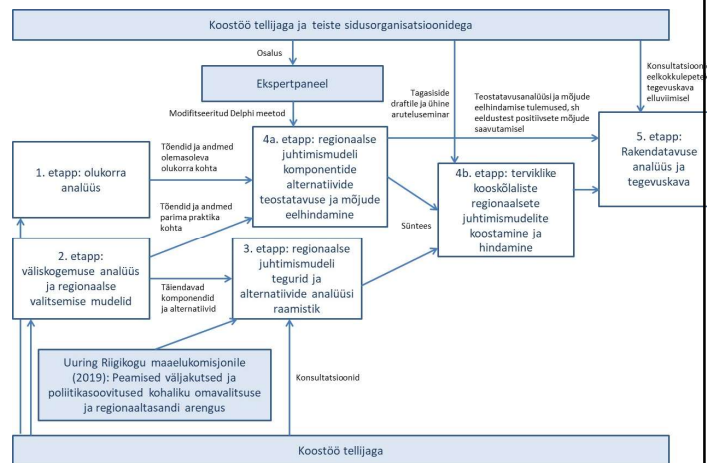 Koostöö tellijaga ja teiste sidusorganisatsioonidega
Osalus
Ekspertpaneel
Modifitseeritud Delphi meetod
Tagasiside
draftile ja ühine
aruteluseminar
Teostatavusanalüüsi ja mõjude
eelhindamise tulemused, sh
eeldustest positiivsete mõjude
saavutamisel
Konsultatsioon
eelkokkulepete
tegevuskava
elluviimisel
1. etapp: olukorra
analüüs
Tõendid ja andmed
olemasoleva
olukorra kohta
Tõendid ja andmed
parima praktika
kohta
4a. etapp: regionaalse
juhtimismudeli
komponentide
alternatiivide
teostatavuse ja mõjude
eelhindamine
4b. etapp: terviklike
kooskõlaliste
regionaalsete
juhtimismudelite
koostamine ja
hindamine
5. etapp:
Rakendatavuse
analüüs ja
tegevuskava
2. etapp:
väliskogemuse analüüs
ja regionaalse
valitsemise mudelid
Täiendavad
komponendid
ja alternatiivid
3. etapp: regionaalse
juhtimismudeli
tegurid ja
alternatiivide analüüsi
raamistik
Süntees
Uuring Riigikogu maaelukomisjonile
(2019): Peamised väljakutsed ja
poliitikasoovitused kohaliku omavalitsuse
ja regionaaltasandi arengus
Konsultatsioonid
Koostöö tellijaga